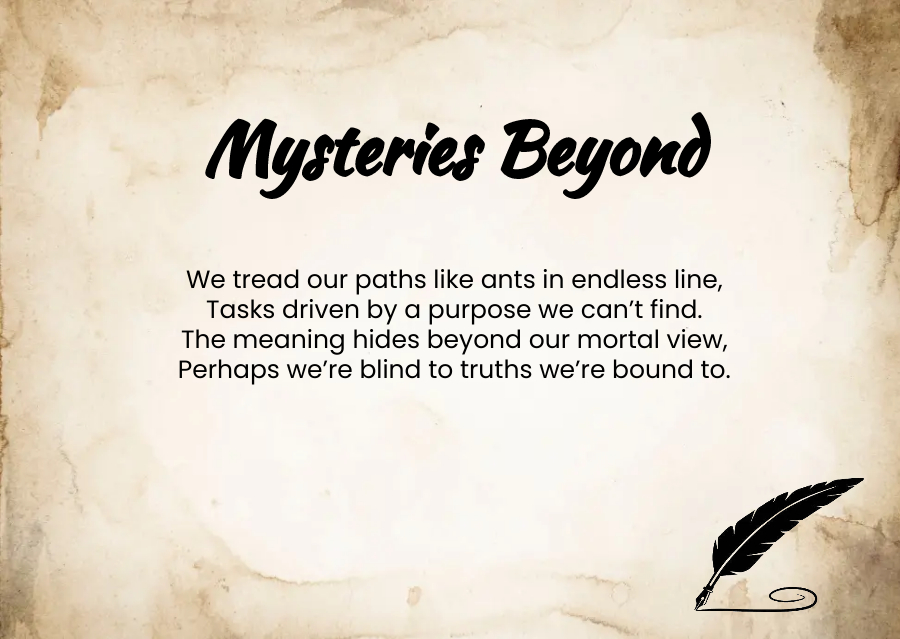 Mysteries Beyond
We tread our paths like ants in endless line,
Tasks driven by a purpose we can’t find.
The meaning hides beyond our mortal view,
Perhaps we’re blind to truths we’re bound to.